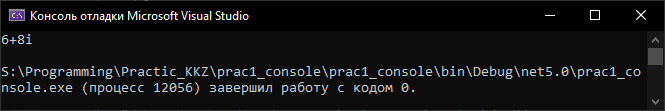 Консоль отладки Microsoft Visual Studio
6+8i
S:\Programming\Practic_KKZ\prac1_console\prac1_console\bin\Debug\net5.0\prac1_co
nsole.exe (процесс 12056) завершил работу с кодом 0.